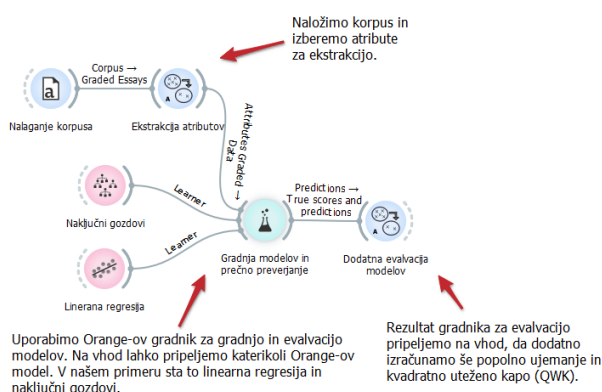 Naložimo korpus in
izberemo atribute
za ekstrakcijo.
Corpus →
Graded Essays
a
A
Nalaganje korpusa
Ekstrakcija atributov
Attributes Graded →
Data
Learner
Naključni gozdovi
Predictions →
True scores and
predictions
A
Learner
Gradnja modelov in
prečno preverjanje
Dodatna evalvacija
modelov
Linerana regresija
Uporabimo Orange-ov gradnik za gradnjo in evalvacijo
modelov. Na vhod lahko pripeljemo katerikoli Orange-ov
model. V našem primeru sta to linearna regresija in
naključni gozdovi.
Rezultat gradnika za evalvacijo
pripeljemo na vhod, da dodatno
izračunamo še popolno ujemanje in
kvadratno uteženo kapo (QWK).